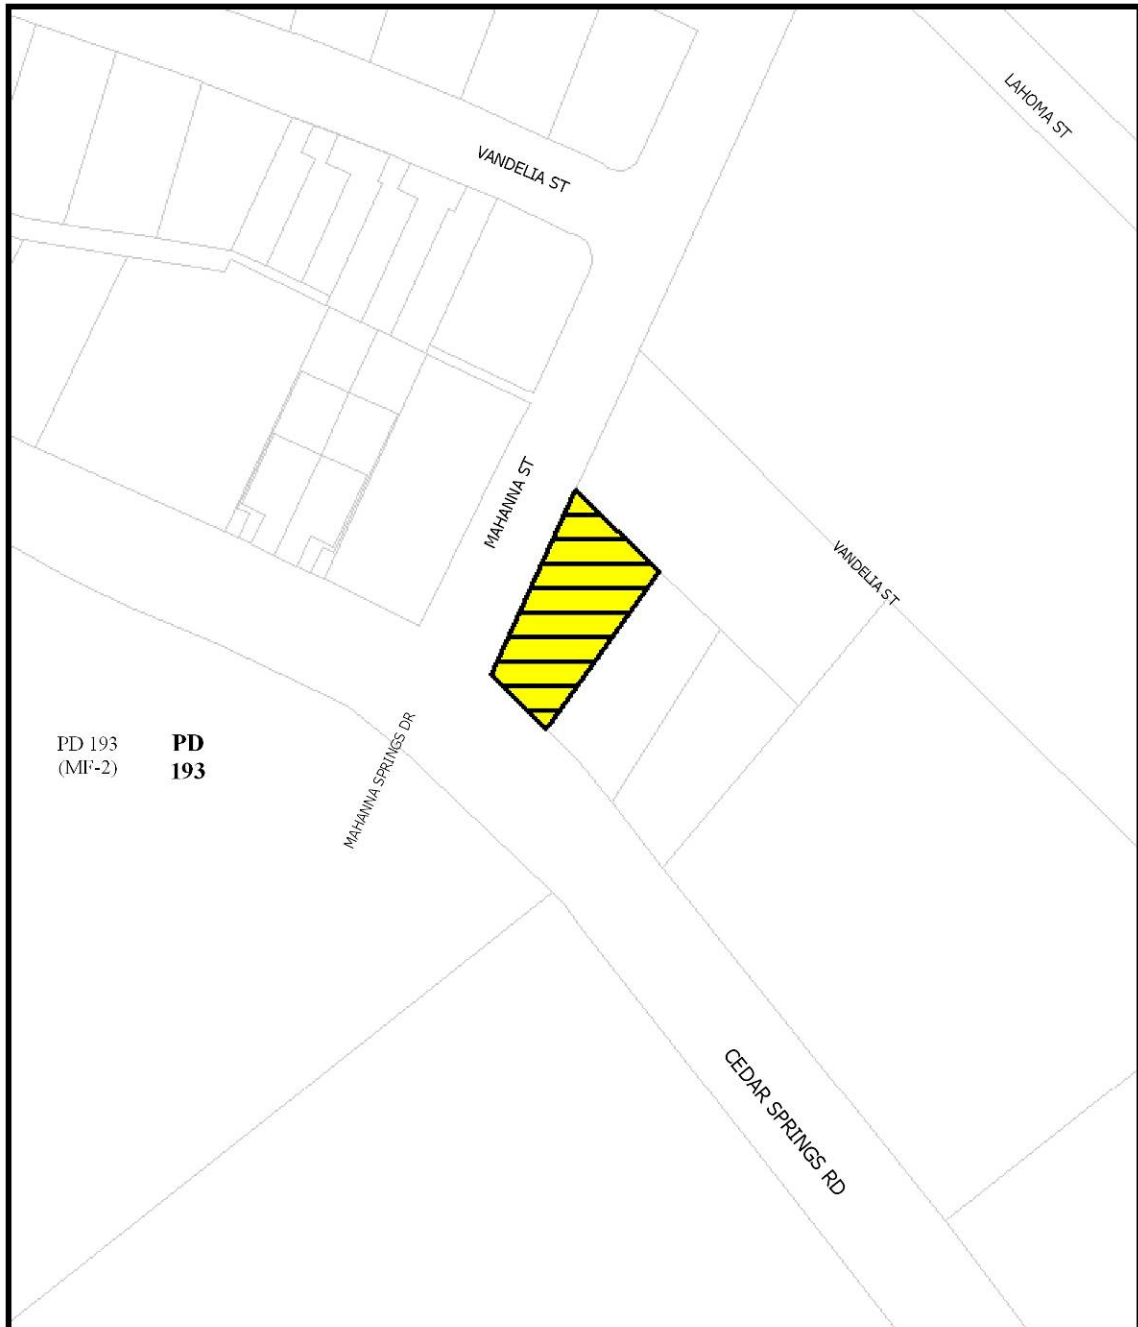 LAHOMA ST
VANDELIA ST
MAHANNA ST
VANDELIA ST
PD 193
(MF-2)
PD
193
MAHANNA SPRINGS DR
CEDAR SPRINGS RD